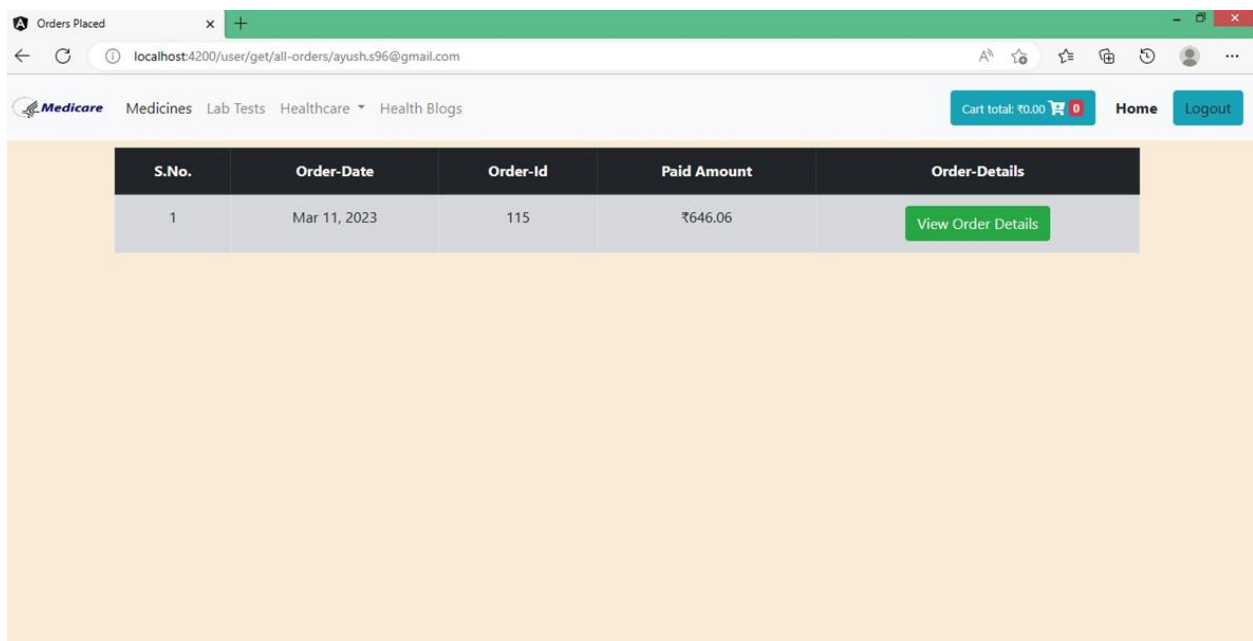 Orders Placed
localhost:4200/user/get/all-orders/ayush.s96@gmail.com
Medicare Medicines Lab Tests Healthcare Health Blogs Cart total: ₹0.00 0 Home Logout
S.No. Order-Date Order-Id Paid Amount Order-Details
1 Mar 11, 2023 115 ₹646.06 View Order Details